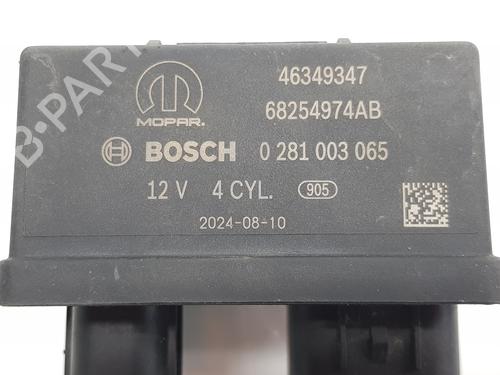 46349347
MOPAR.
68254974AB
BOSCH 0 281 003 065
12 V 4 CYL. 905
2024-08-10